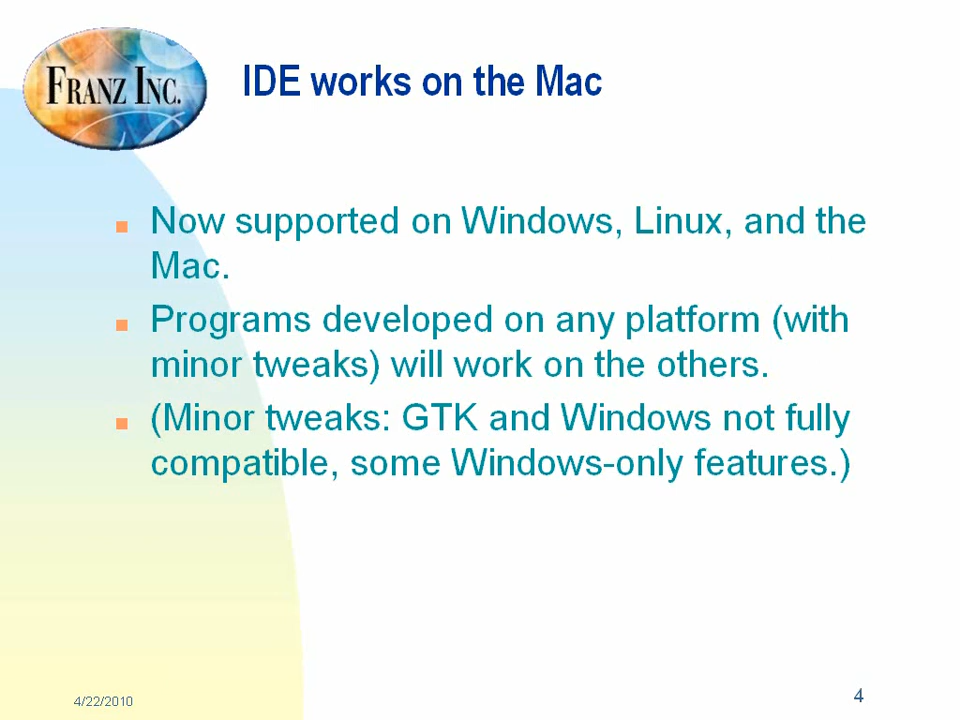 FRANZ INC.
IDE works on the Mac
Now supported on Windows, Linux, and the
Mac.
Programs developed on any platform (with
minor tweaks) will work on the others.
(Minor tweaks: GTK and Windows not fully
compatible, some Windows-only features.)
4/22/2010
4